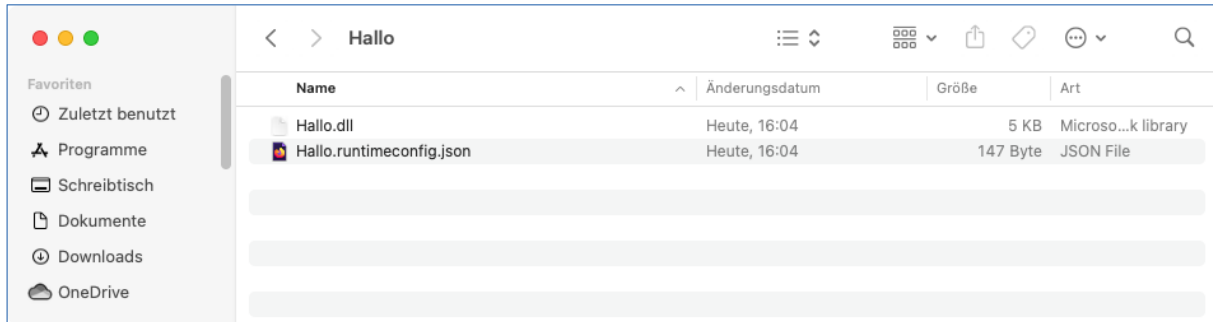 Hallo
Favoriten
Zuletzt benutzt
Programme
Schreibtisch
Dokumente
Downloads
OneDrive
Name Änderungsdatum Größe Art
Hallo.dll Heute, 16:04 5 KB Microso...k library
Hallo.runtimeconfig.json Heute, 16:04 147 Byte JSON File